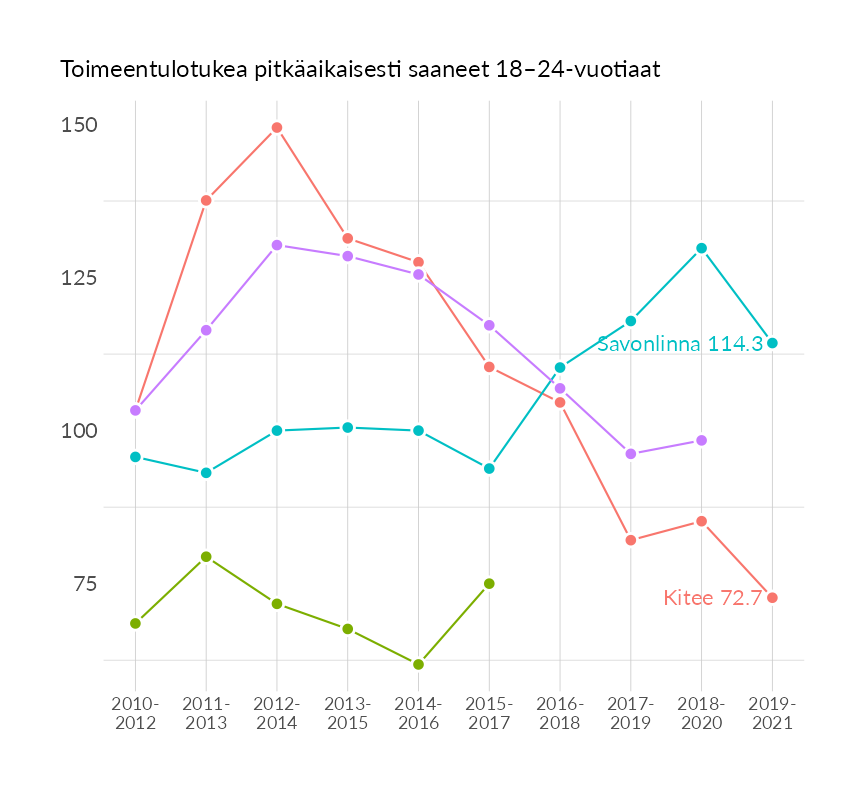 Toimeentulotukea pitkäaikaisesti saaneet 18–24-vuotiaat
150
125
Savonlinna 114.3
100
75
Kitee 72.7
2010- 2011- 2012- 2013- 2014- 2015- 2016- 2017- 2018- 2019-
2012 2013 2014 2015 2016 2017 2018 2019 2020 2021